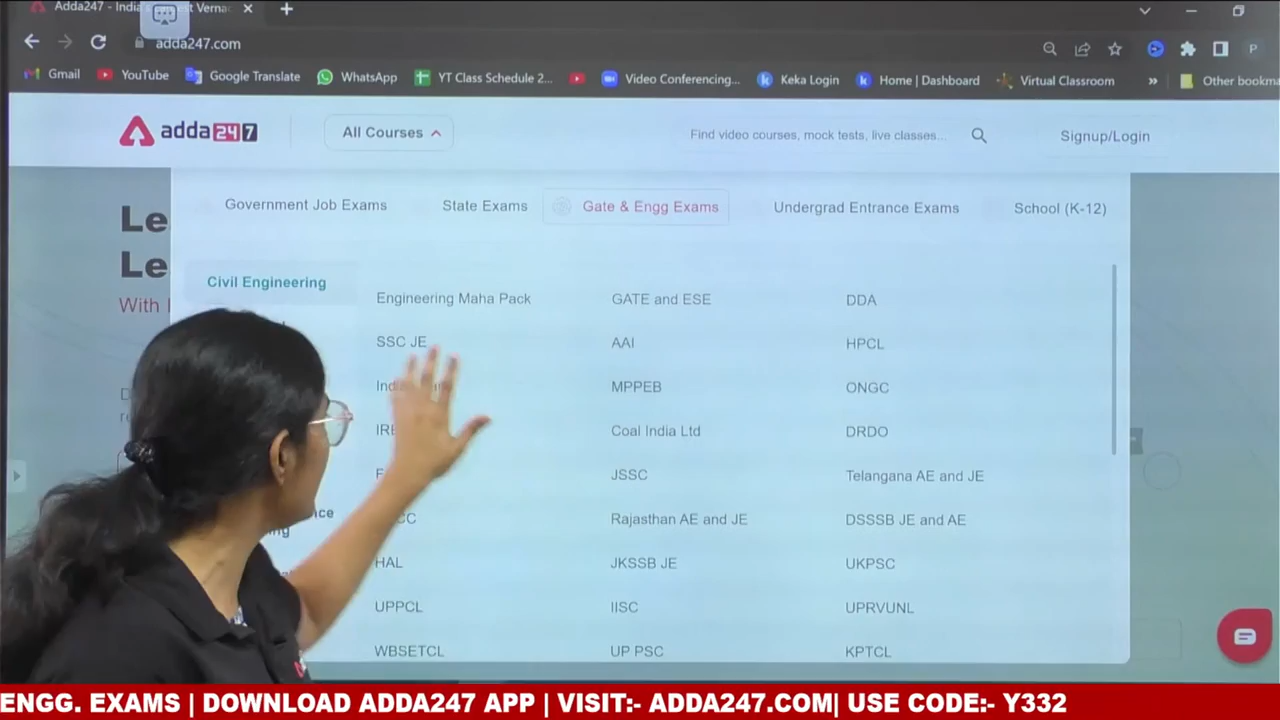 Adda247 - India's
Verna
adda247.com
P
Gmail
YouTube
Google Translate
WhatsApp
YT Class Schedule 2...
Video Conferencing...
Keka Login
Home | Dashboard
Virtual Classroom
»
Other bookma
adda247
All Courses
Find video courses, mock tests, live classes...
Signup/Login
Government Job Exams
State Exams
Gate & Engg Exams
Undergrad Entrance Exams
School (K-12)
Le
Le
With
Civil Engineering
Engineering Maha Pack
GATE and ESE
DDA
SSC JE
AAI
HPCL
MPPEB
ONGC
Coal India Ltd
DRDO
JSSC
Telangana AE and JE
Rajasthan AE and JE
DSSSB JE and AE
HAL
JKSSB JE
UKPSC
UPPCL
IISC
UPRVUNL
WBSETCL
UP PSC
KPTCL
ENGG. EXAMS | DOWNLOAD ADDA247 APP | VISIT:- ADDA247.COM| USE CODE:- Y332